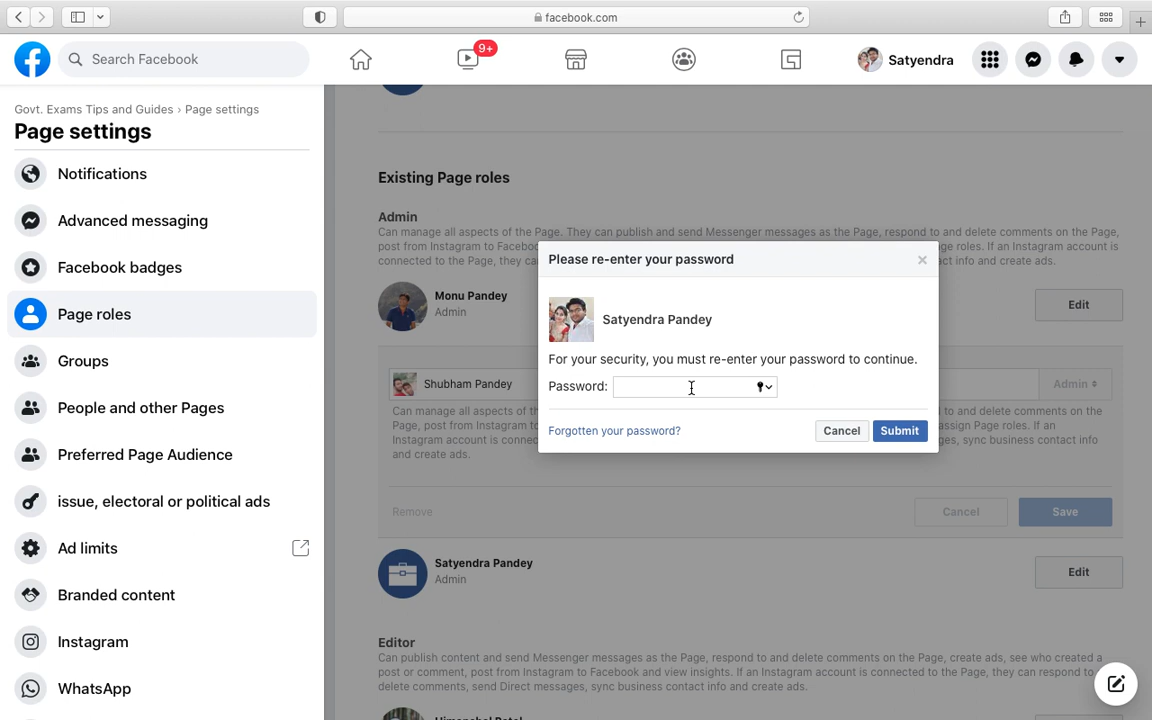 facebook.com
Search Facebook
9+
Satyendra
Govt. Exams Tips and Guides › Page settings
Page settings
Notifications
Advanced messaging
Facebook badges
Page roles
Groups
People and other Pages
Preferred Page Audience
issue, electoral or political ads
Ad limits
Branded content
Instagram
WhatsApp
Existing Page roles
Admin
Can manage all aspects of the Page. They can publish and send Messenger messages as the Page, respond to and delete comments on the Page,
post from Instagram to Facebo
ge roles. If an Instagram account is
connected to the Page, they can
act info and create ads.
Monu Pandey
Admin
Edit
Shubham Pandey
Admin
Can manage all aspects of th
to and delete comments on the
Page, post from Instagram to
assign Page roles. If an
Instagram account is connec
ges, sync business contact info
and create ads.
Remove
Cancel
Save
Please re-enter your password
Satyendra Pandey
For your security, you must re-enter your password to continue.
Password:
Forgotten your password?
Cancel
Submit
Satyendra Pandey
Admin
Edit
Editor
Can publish content and send Messenger messages as the Page, respond to and delete comments on the Page, create ads, see who created a
post or comment, post from Instagram to Facebook and view insights. If an Instagram account is connected to the Page, they can respond to
delete comments, send Direct messages, sync business contact info and create ads.